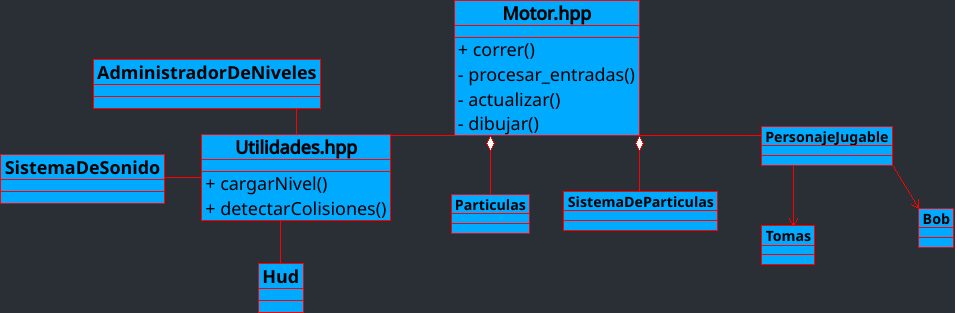 Motor.hpp
+ correr()
- procesar_entradas()
- actualizar()
- dibujar()
AdministradorDeNiveles
Utilidades.hpp
+ cargarNivel()
+ detectarColisiones()
SistemaDeSonido
Hud
Particulas
SistemaDeParticulas
PersonajeJugable
Tomas
Bob